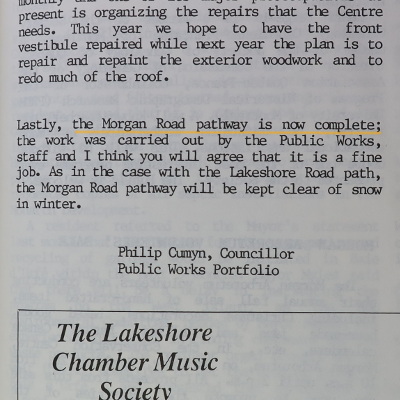 present is organizing the repairs that the Centre
needs. This year we hope to have the front
vestibule repaired while next year the plan is to
repair and repaint the exterior woodwork and to
redo much of the roof.
Lastly, the Morgan Road pathway is now complete;
the work was carried out by the Public Works,
staff and I think you will agree that it is a fine
job. As in the case with the Lakeshore Road path,
the Morgan Road pathway will be kept clear of snow
in winter.
Philip Cumyn, Councillor
Public Works Portfolio
The Lakeshore
Chamber Music
Society